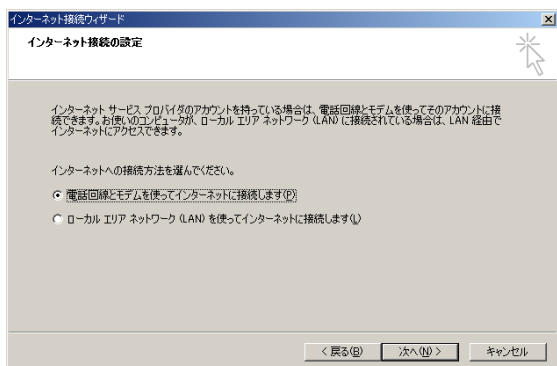 インターネット接続ウィザード
インターネット接続の設定
インターネット サービス プロバイダのアカウントを持っている場合は、電話回線とモデムを使ってそのアカウントに接
続できます。お使いのコンピュータが、ローカル エリア ネットワーク (LAN) に接続されている場合は、LAN 経由で
インターネットにアクセスできます。
インターネットへの接続方法を選んでください。
電話回線とモデムを使ってインターネットに接続します(P)
ローカル エリア ネットワーク (LAN) を使ってインターネットに接続します(L)
< 戻る(B)
次へ(N) >
キャンセル